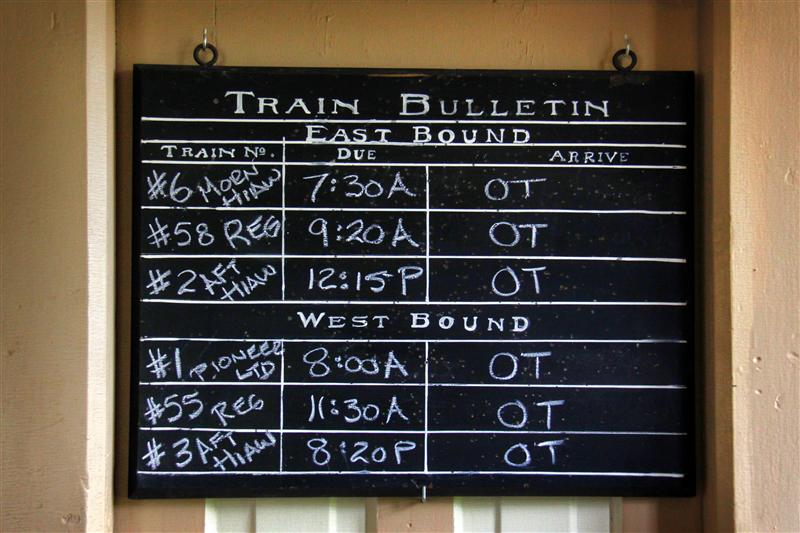 TRAIN BULLETIN
EAST BOUND
TRAIN NO. DUE ARRIVE
#6 MORN HIAW 7:30A OT
#58 REG 9:20A OT
#2 AFT HIAW 12:15P OT
WEST BOUND
#1 PIONEER LTD 8:00A OT
#55 REG 11:30A OT
#3 AFT HIAW 8:20P OT